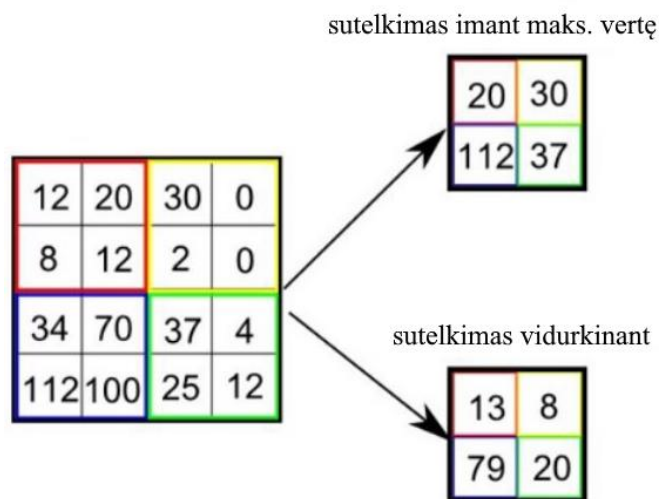 sutelkimas imant maks. vertę
20 30
112 37
12 20 30 0
8 12 2 0
34 70 37 4
112 100 25 12
sutelkimas vidurkinant
13 8
79 20